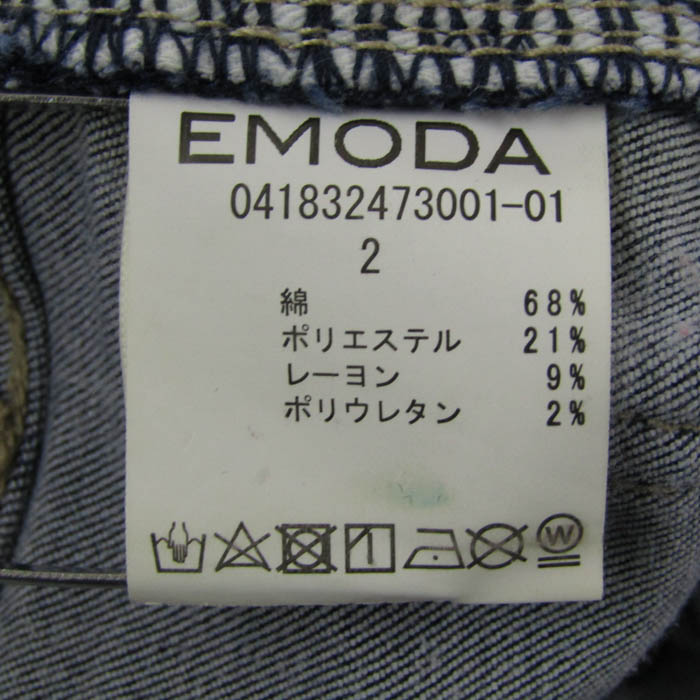 EMODA
041832473001-01
2
綿 68%
ポリエステル 21%
レーヨン 9%
ポリウレタン 2%
W